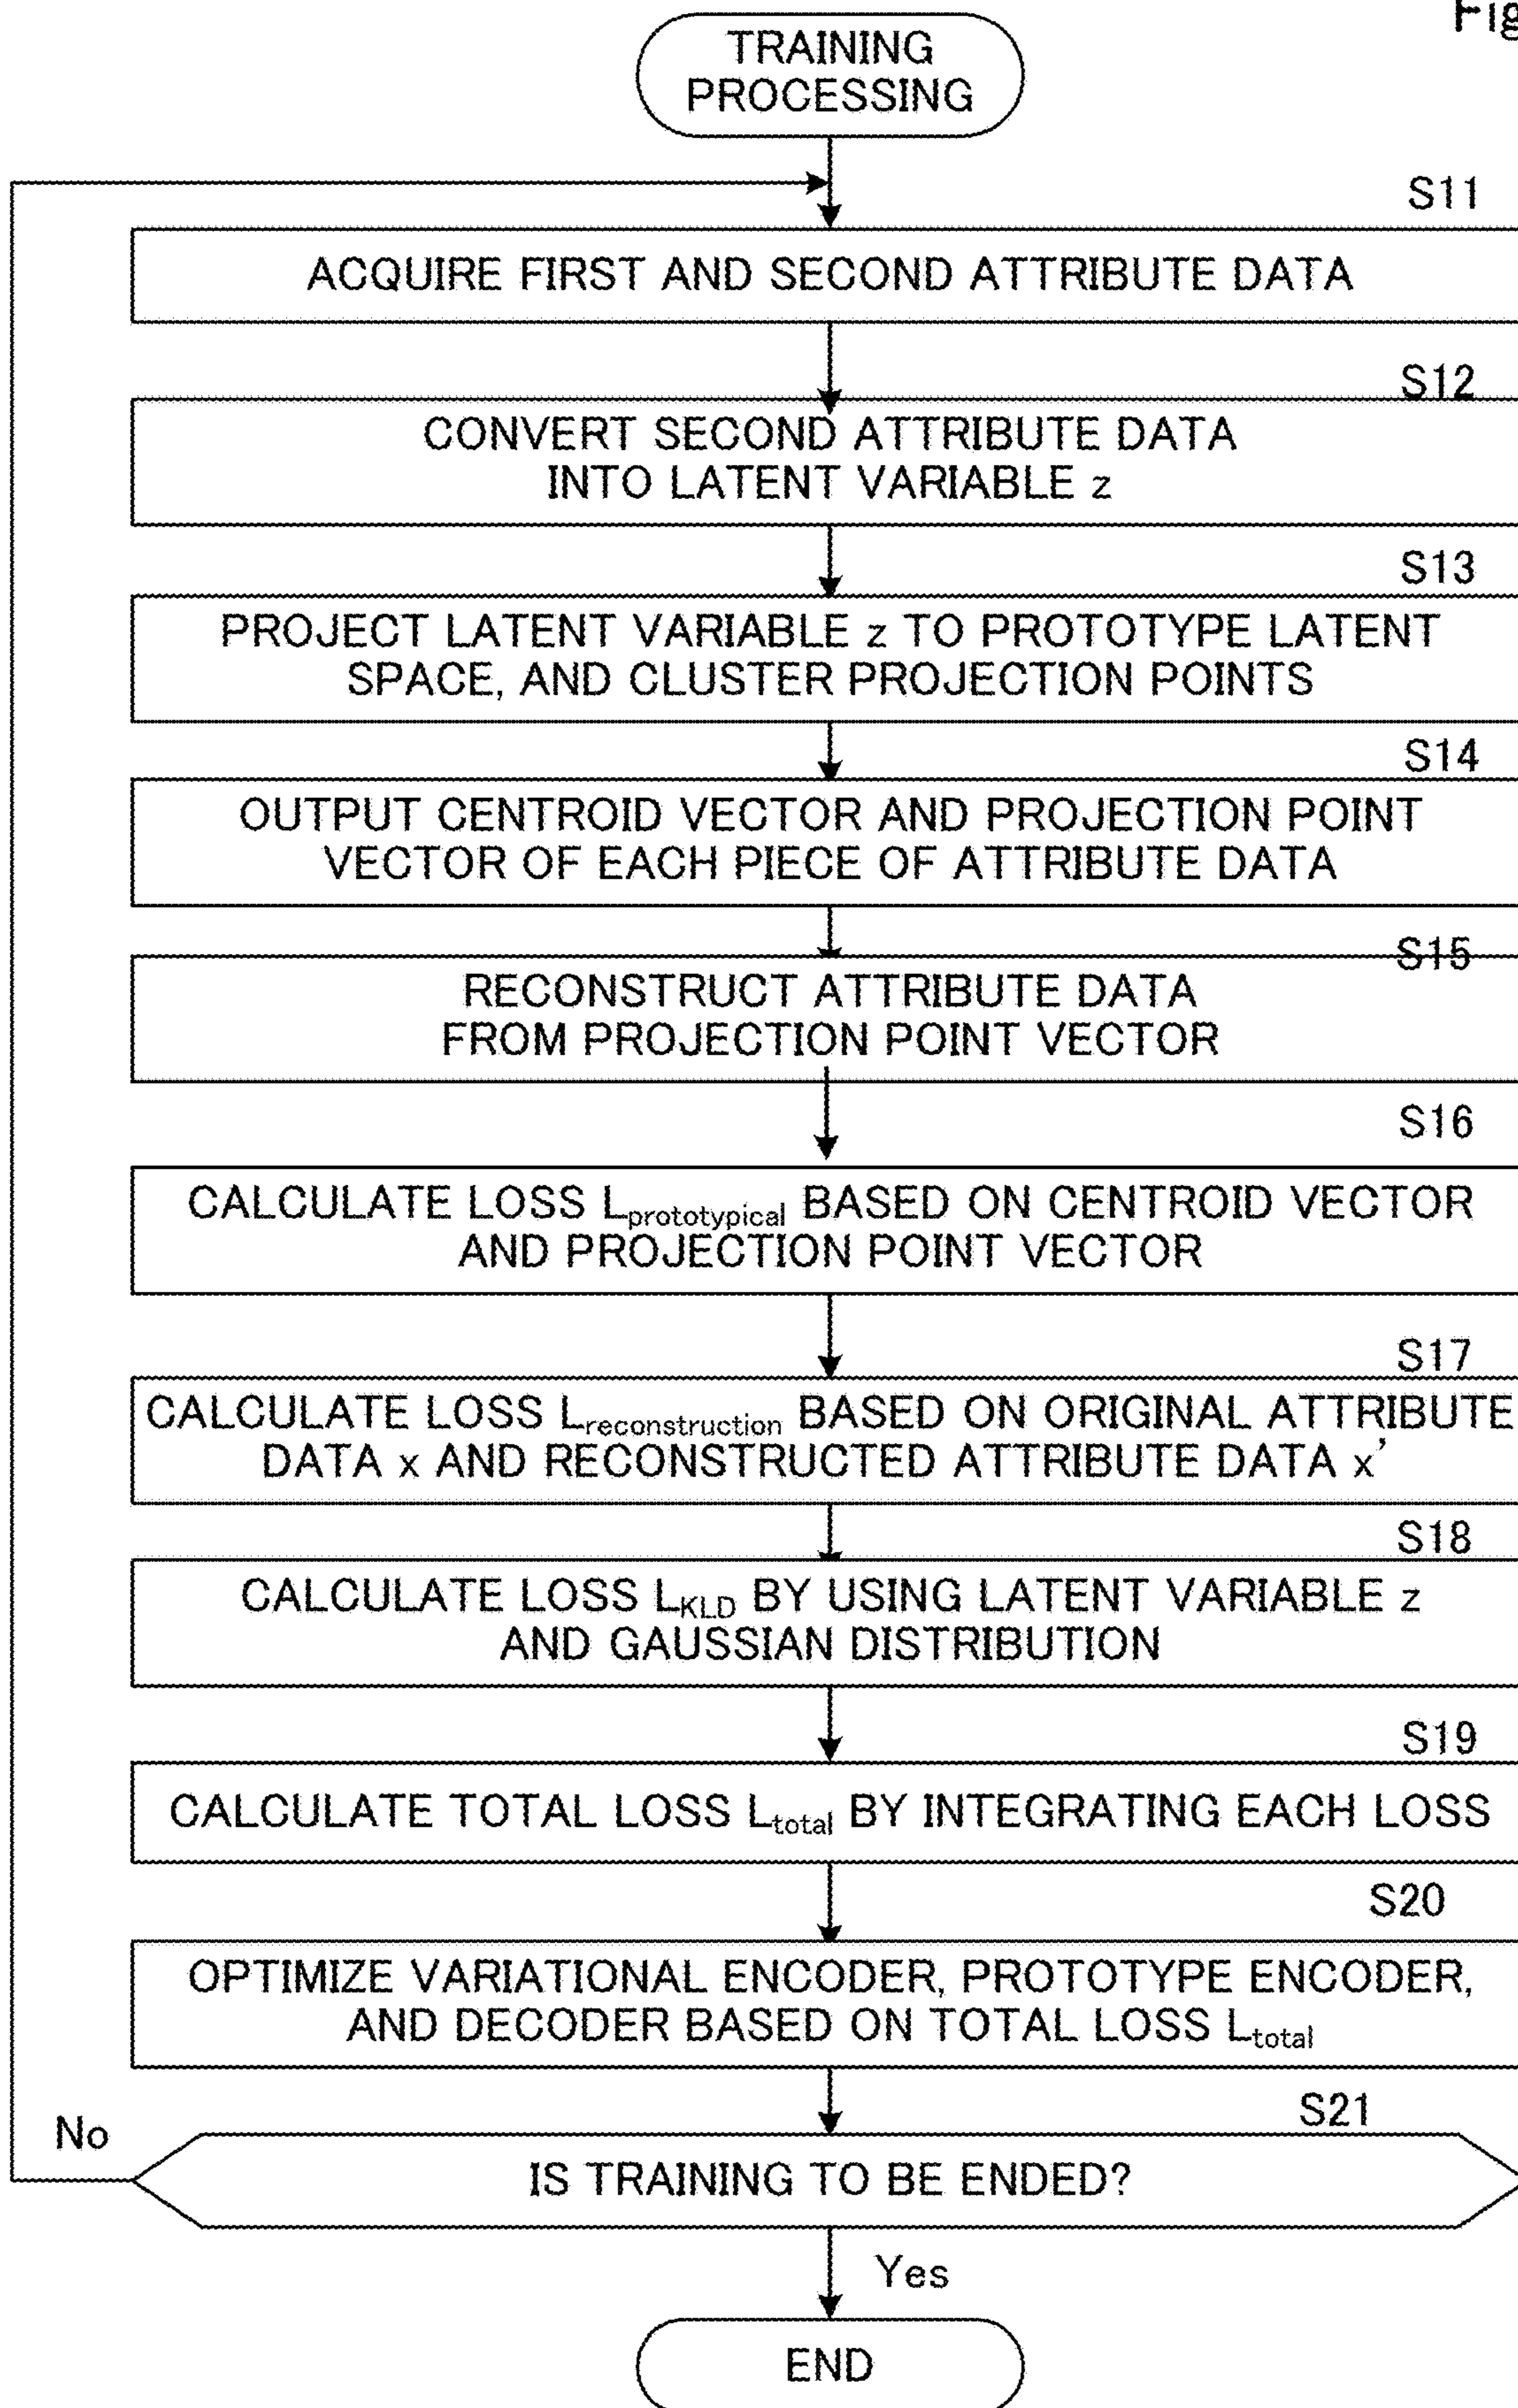 Fig
TRAINING
PROCESSING
S11
ACQUIRE FIRST AND SECOND ATTRIBUTE DATA
S12
CONVERT SECOND ATTRIBUTE DATA
INTO LATENT VARIABLE z
S13
PROJECT LATENT VARIABLE z TO PROTOTYPE LATENT
SPACE, AND CLUSTER PROJECTION POINTS
S14
OUTPUT CENTROID VECTOR AND PROJECTION POINT
VECTOR OF EACH PIECE OF ATTRIBUTE DATA
S15
RECONSTRUCT ATTRIBUTE DATA
FROM PROJECTION POINT VECTOR
S16
CALCULATE LOSS Lprototypical BASED ON CENTROID VECTOR
AND PROJECTION POINT VECTOR
S17
CALCULATE LOSS Lreconstruction BASED ON ORIGINAL ATTRIBUTE
DATA x AND RECONSTRUCTED ATTRIBUTE DATA x'
S18
CALCULATE LOSS LKLD BY USING LATENT VARIABLE z
AND GAUSSIAN DISTRIBUTION
S19
CALCULATE TOTAL LOSS Ltotal BY INTEGRATING EACH LOSS
S20
OPTIMIZE VARIATIONAL ENCODER, PROTOTYPE ENCODER,
AND DECODER BASED ON TOTAL LOSS Ltotal
S21
No
IS TRAINING TO BE ENDED?
Yes
END